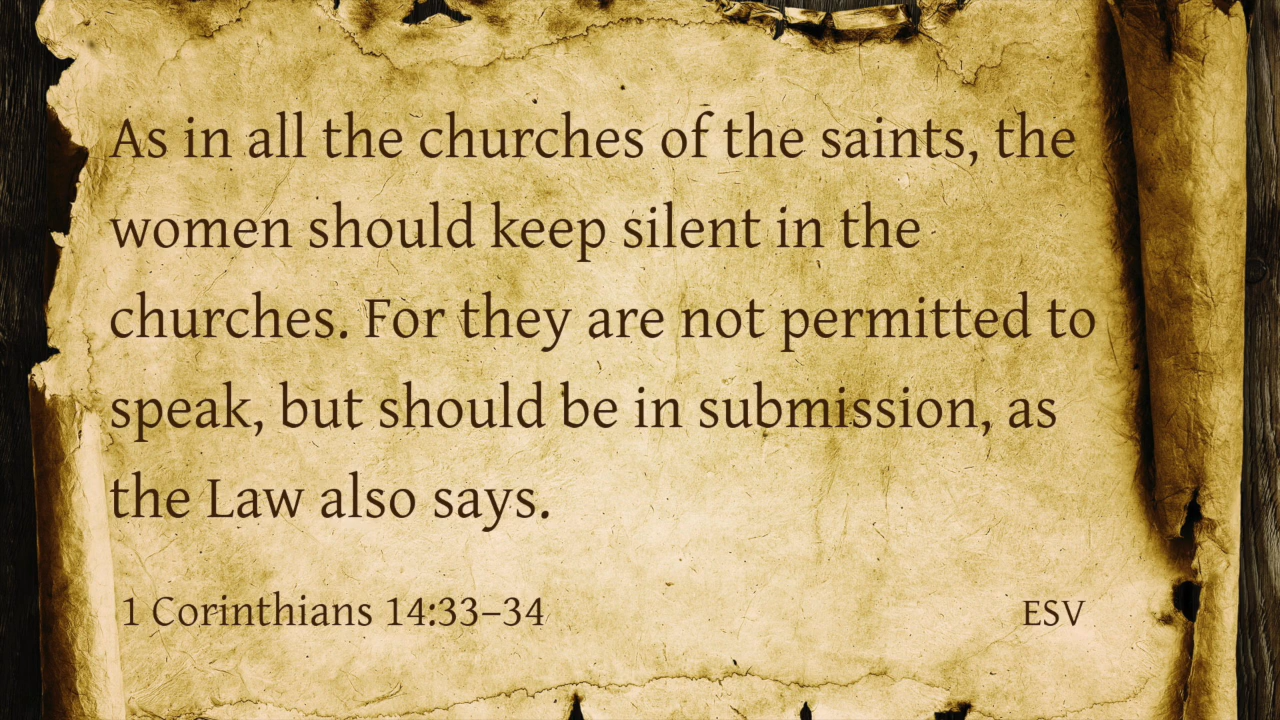 As in all the churches of the saints, the
women should keep silent in the
churches. For they are not permitted to
speak, but should be in submission, as
the Law also says.
1 Corinthians 14:33–34 ESV